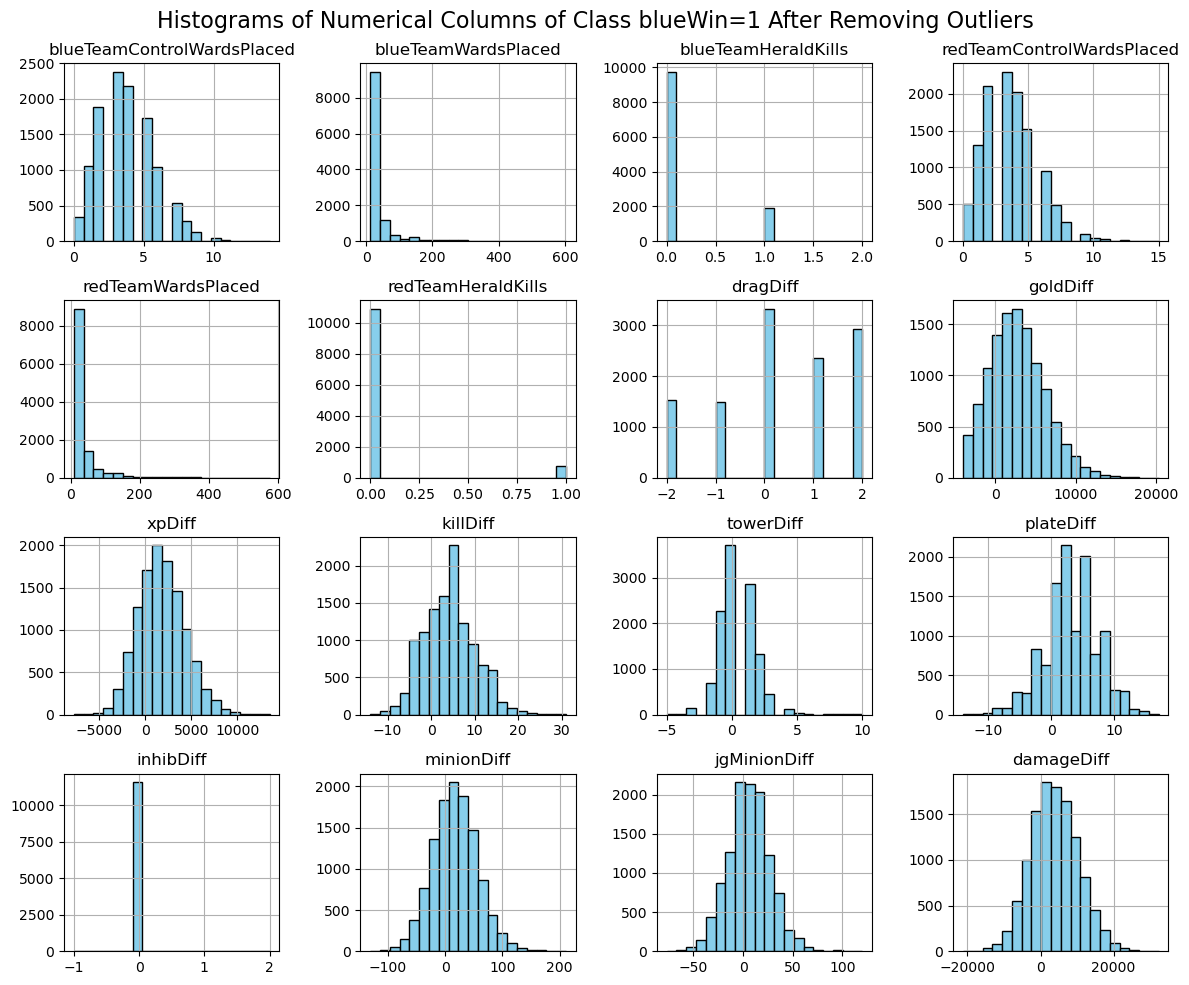 Histograms of Numerical Columns of Class blueWin=1 After Removing Outliers
blueTeamControlWardsPlaced
2500
2000
1500
1000
500
0
0 5 10
blueTeamWardsPlaced
8000
6000
4000
2000
0
0 200 400 600
blueTeamHeraldKills
10000
8000
6000
4000
2000
0
0.0 0.5 1.0 1.5 2.0
redTeamControlWardsPlaced
2000
1500
1000
500
0
0 5 10 15
redTeamWardsPlaced
8000
6000
4000
2000
0
0 200 400 600
redTeamHeraldKills
10000
8000
6000
4000
2000
0
0.00 0.25 0.50 0.75 1.00
dragDiff
3000
2000
1000
0
−2 −1 0 1 2
goldDiff
1500
1000
500
0
0 10000 20000
xpDiff
2000
1500
1000
500
0
−5000 0 5000 10000
killDiff
2000
1500
1000
500
0
−10 0 10 20 30
towerDiff
3000
2000
1000
0
−5 0 5 10
plateDiff
2000
1500
1000
500
0
−10 0 10
inhibDiff
10000
7500
5000
2500
0
−1 0 1 2
minionDiff
2000
1500
1000
500
0
−100 0 100 200
jgMinionDiff
2000
1500
1000
500
0
−50 0 50 100
damageDiff
1500
1000
500
0
−20000 0 20000